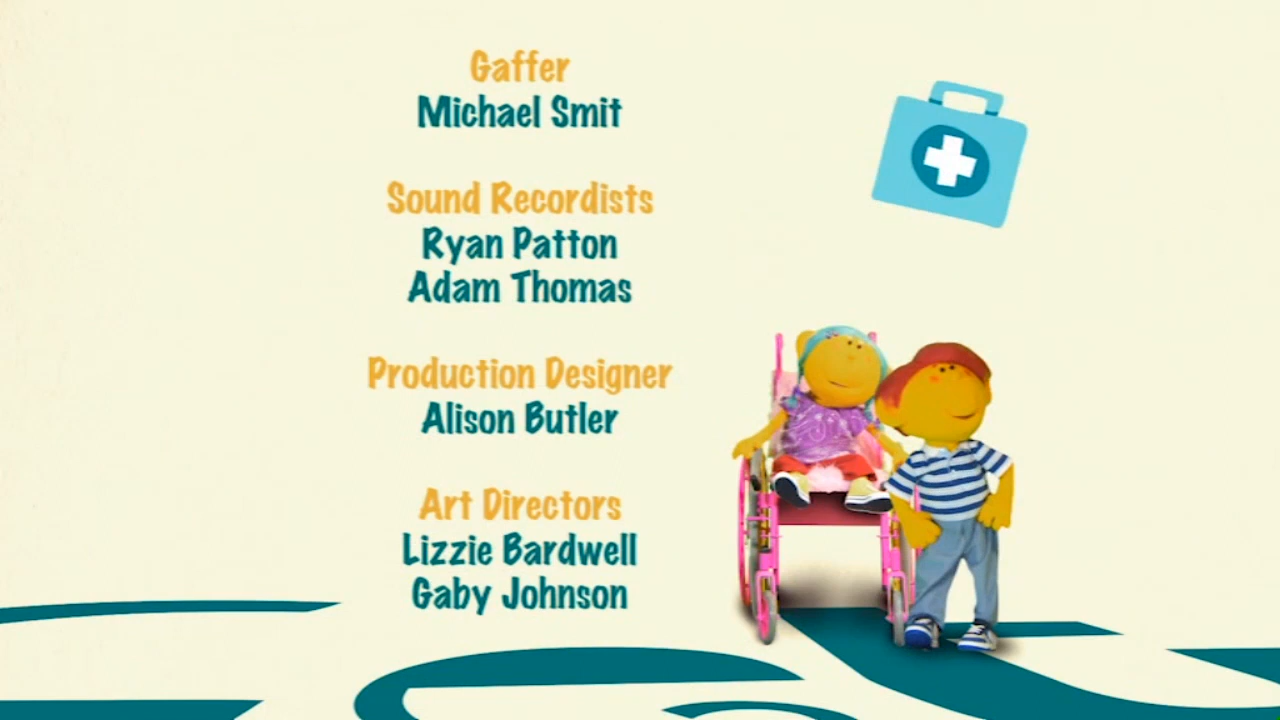 Gaffer
Michael Smit
Sound Recordists
Ryan Patton
Adam Thomas
Production Designer
Alison Butler
Art Directors
Lizzie Bardwell
Gaby Johnson